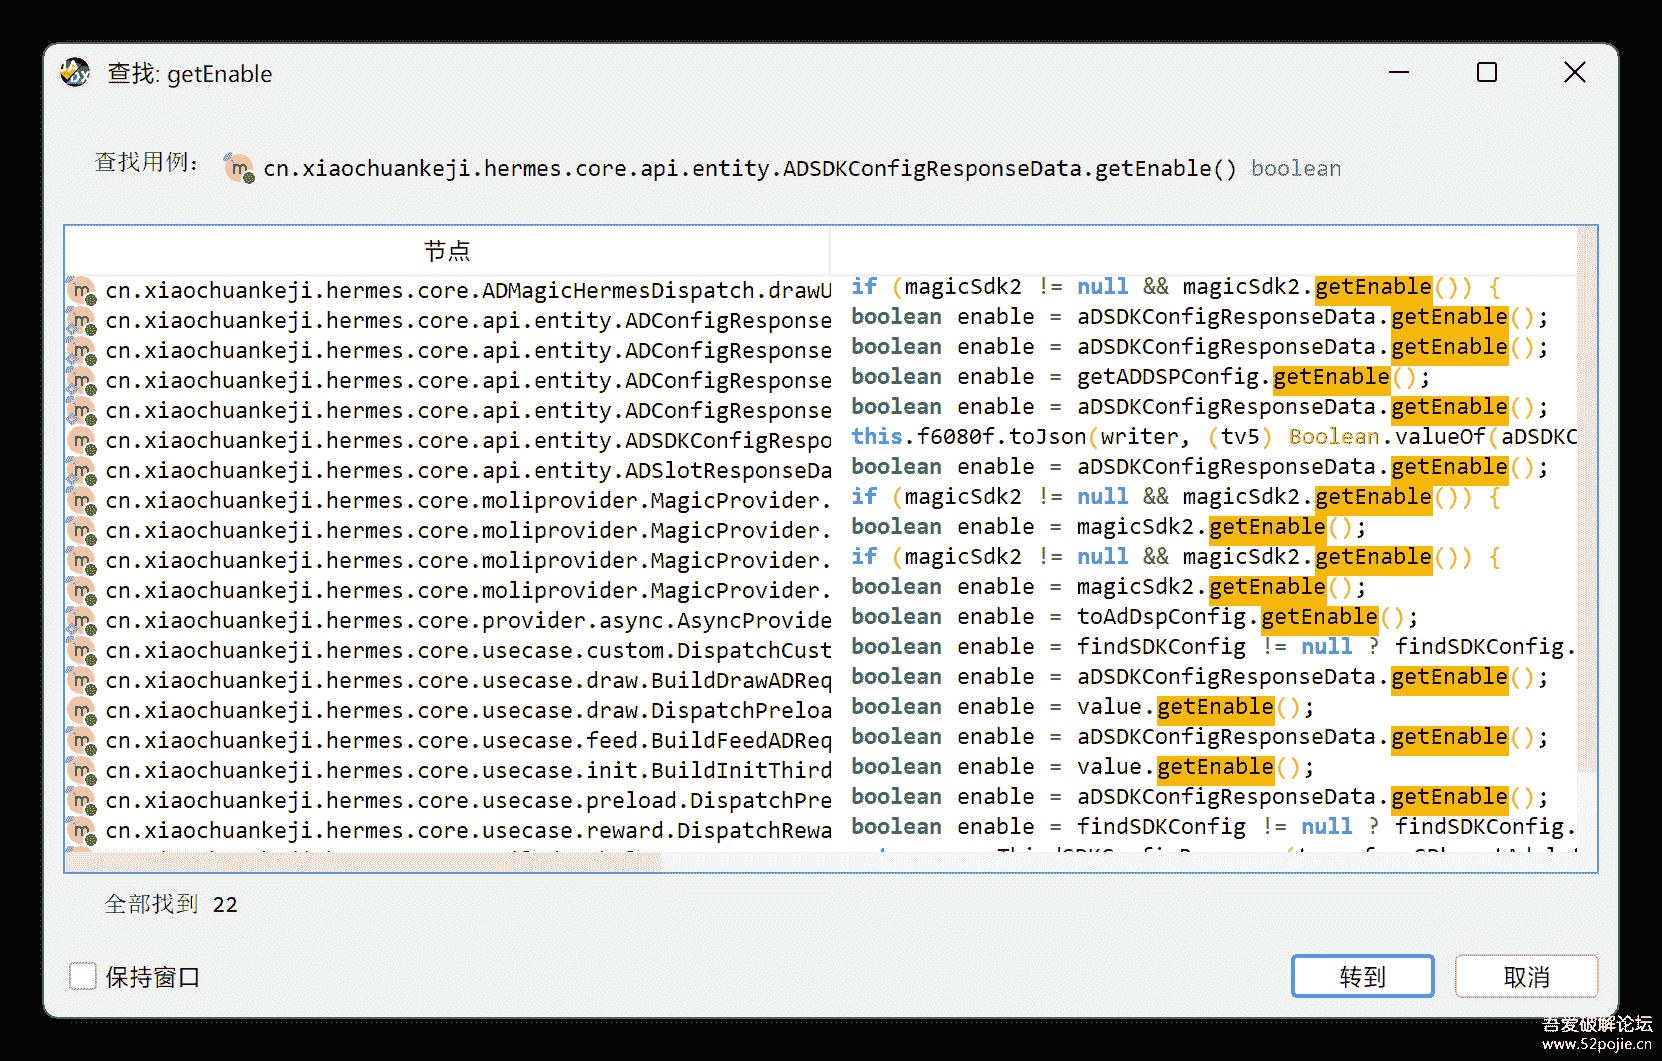 查找: getEnable
查找用例: m cn.xiaochuankeji.hermes.core.api.entity.ADSDKConfigResponseData.getEnable() boolean
节点
cn.xiaochuankeji.hermes.core.ADMagicHermesDispatch.drawU if (magicSdk2 != null && magicSdk2.getEnable()) {
cn.xiaochuankeji.hermes.core.api.entity.ADConfigResponse boolean enable = aDSDKConfigResponseData.getEnable();
cn.xiaochuankeji.hermes.core.api.entity.ADConfigResponse boolean enable = aDSDKConfigResponseData.getEnable();
cn.xiaochuankeji.hermes.core.api.entity.ADConfigResponse boolean enable = getADDSPConfig.getEnable();
cn.xiaochuankeji.hermes.core.api.entity.ADConfigResponse boolean enable = aDSDKConfigResponseData.getEnable();
cn.xiaochuankeji.hermes.core.api.entity.ADSDKConfigRespo this.f6080f.toJson(writer, (tv5) Boolean.valueOf(aDSDKC
cn.xiaochuankeji.hermes.core.api.entity.ADSlotResponseDa boolean enable = aDSDKConfigResponseData.getEnable();
cn.xiaochuankeji.hermes.core.moliprovider.MagicProvider. if (magicSdk2 != null && magicSdk2.getEnable()) {
cn.xiaochuankeji.hermes.core.moliprovider.MagicProvider. boolean enable = magicSdk2.getEnable();
cn.xiaochuankeji.hermes.core.moliprovider.MagicProvider. if (magicSdk2 != null && magicSdk2.getEnable()) {
cn.xiaochuankeji.hermes.core.moliprovider.MagicProvider. boolean enable = magicSdk2.getEnable();
cn.xiaochuankeji.hermes.core.provider.async.AsyncProvide boolean enable = toAdDspConfig.getEnable();
cn.xiaochuankeji.hermes.core.usecase.custom.DispatchCust boolean enable = findSDKConfig != null ? findSDKConfig.
cn.xiaochuankeji.hermes.core.usecase.draw.BuildDrawADReq boolean enable = aDSDKConfigResponseData.getEnable();
cn.xiaochuankeji.hermes.core.usecase.draw.DispatchPreloa boolean enable = value.getEnable();
cn.xiaochuankeji.hermes.core.usecase.feed.BuildFeedADReq boolean enable = aDSDKConfigResponseData.getEnable();
cn.xiaochuankeji.hermes.core.usecase.init.BuildInitThird boolean enable = value.getEnable();
cn.xiaochuankeji.hermes.core.usecase.preload.DispatchPre boolean enable = aDSDKConfigResponseData.getEnable();
cn.xiaochuankeji.hermes.core.usecase.reward.DispatchRewa boolean enable = findSDKConfig != null ? findSDKConfig.
全部找到 22
保持窗口
转到 取消
吾爱破解论坛
www.52pojie.cn